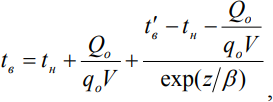 t_в = t_н + Q_o/(q_o V) + (t'_в − t_н − Q_o/(q_o V))/exp(z/β) ,